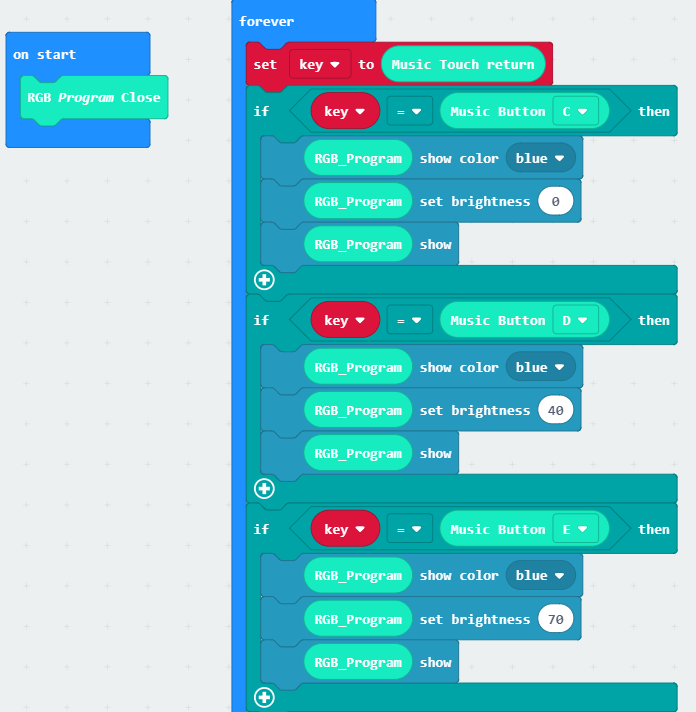 on start
RGB Program Close
forever
set key to Music Touch return
if key = Music Button C then
RGB_Program show color blue
RGB_Program set brightness 0
RGB_Program show
if key = Music Button D then
RGB_Program show color blue
RGB_Program set brightness 40
RGB_Program show
if key = Music Button E then
RGB_Program show color blue
RGB_Program set brightness 70
RGB_Program show